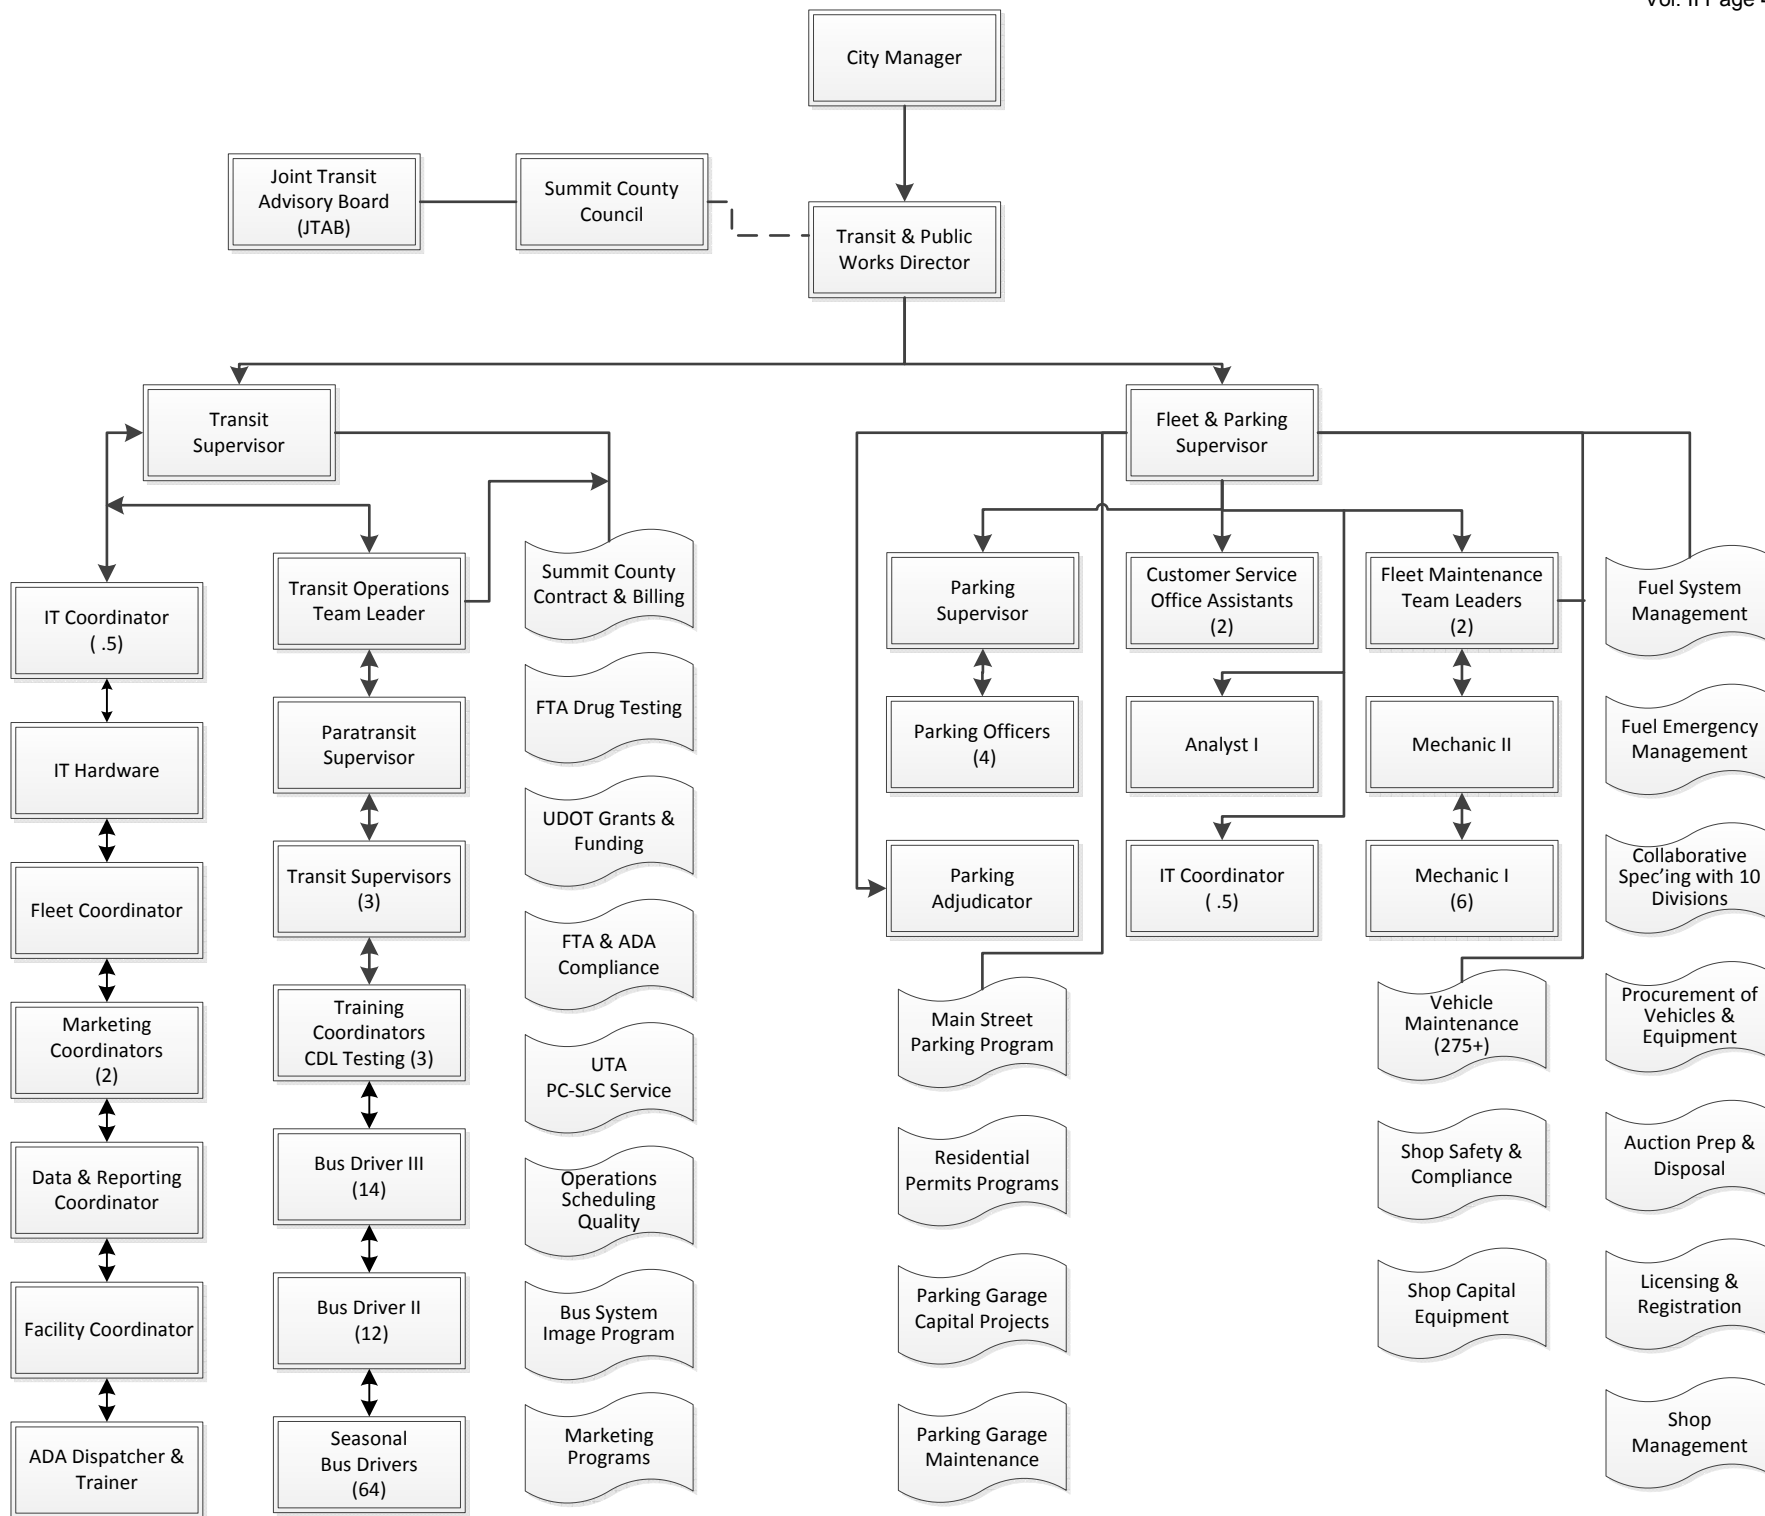 Vol. II Page
City Manager
Joint Transit
Advisory Board
(JTAB)
Summit County
Council
Transit & Public
Works Director
Transit
Supervisor
Fleet & Parking
Supervisor
IT Coordinator
( .5)
IT Hardware
Fleet Coordinator
Marketing
Coordinators
(2)
Data & Reporting
Coordinator
Facility Coordinator
ADA Dispatcher &
Trainer
Transit Operations
Team Leader
Paratransit
Supervisor
Transit Supervisors
(3)
Training
Coordinators
CDL Testing (3)
Bus Driver III
(14)
Bus Driver II
(12)
Seasonal
Bus Drivers
(64)
Summit County
Contract & Billing
FTA Drug Testing
UDOT Grants &
Funding
FTA & ADA
Compliance
UTA
PC-SLC Service
Operations
Scheduling
Quality
Bus System
Image Program
Marketing
Programs
Parking
Supervisor
Parking Officers
(4)
Parking
Adjudicator
Main Street
Parking Program
Residential
Permits Programs
Parking Garage
Capital Projects
Parking Garage
Maintenance
Customer Service
Office Assistants
(2)
Analyst I
IT Coordinator
( .5)
Fleet Maintenance
Team Leaders
(2)
Mechanic II
Mechanic I
(6)
Vehicle
Maintenance
(275+)
Shop Safety &
Compliance
Shop Capital
Equipment
Fuel System
Management
Fuel Emergency
Management
Collaborative
Spec'ing with 10
Divisions
Procurement of
Vehicles &
Equipment
Auction Prep &
Disposal
Licensing &
Registration
Shop
Management